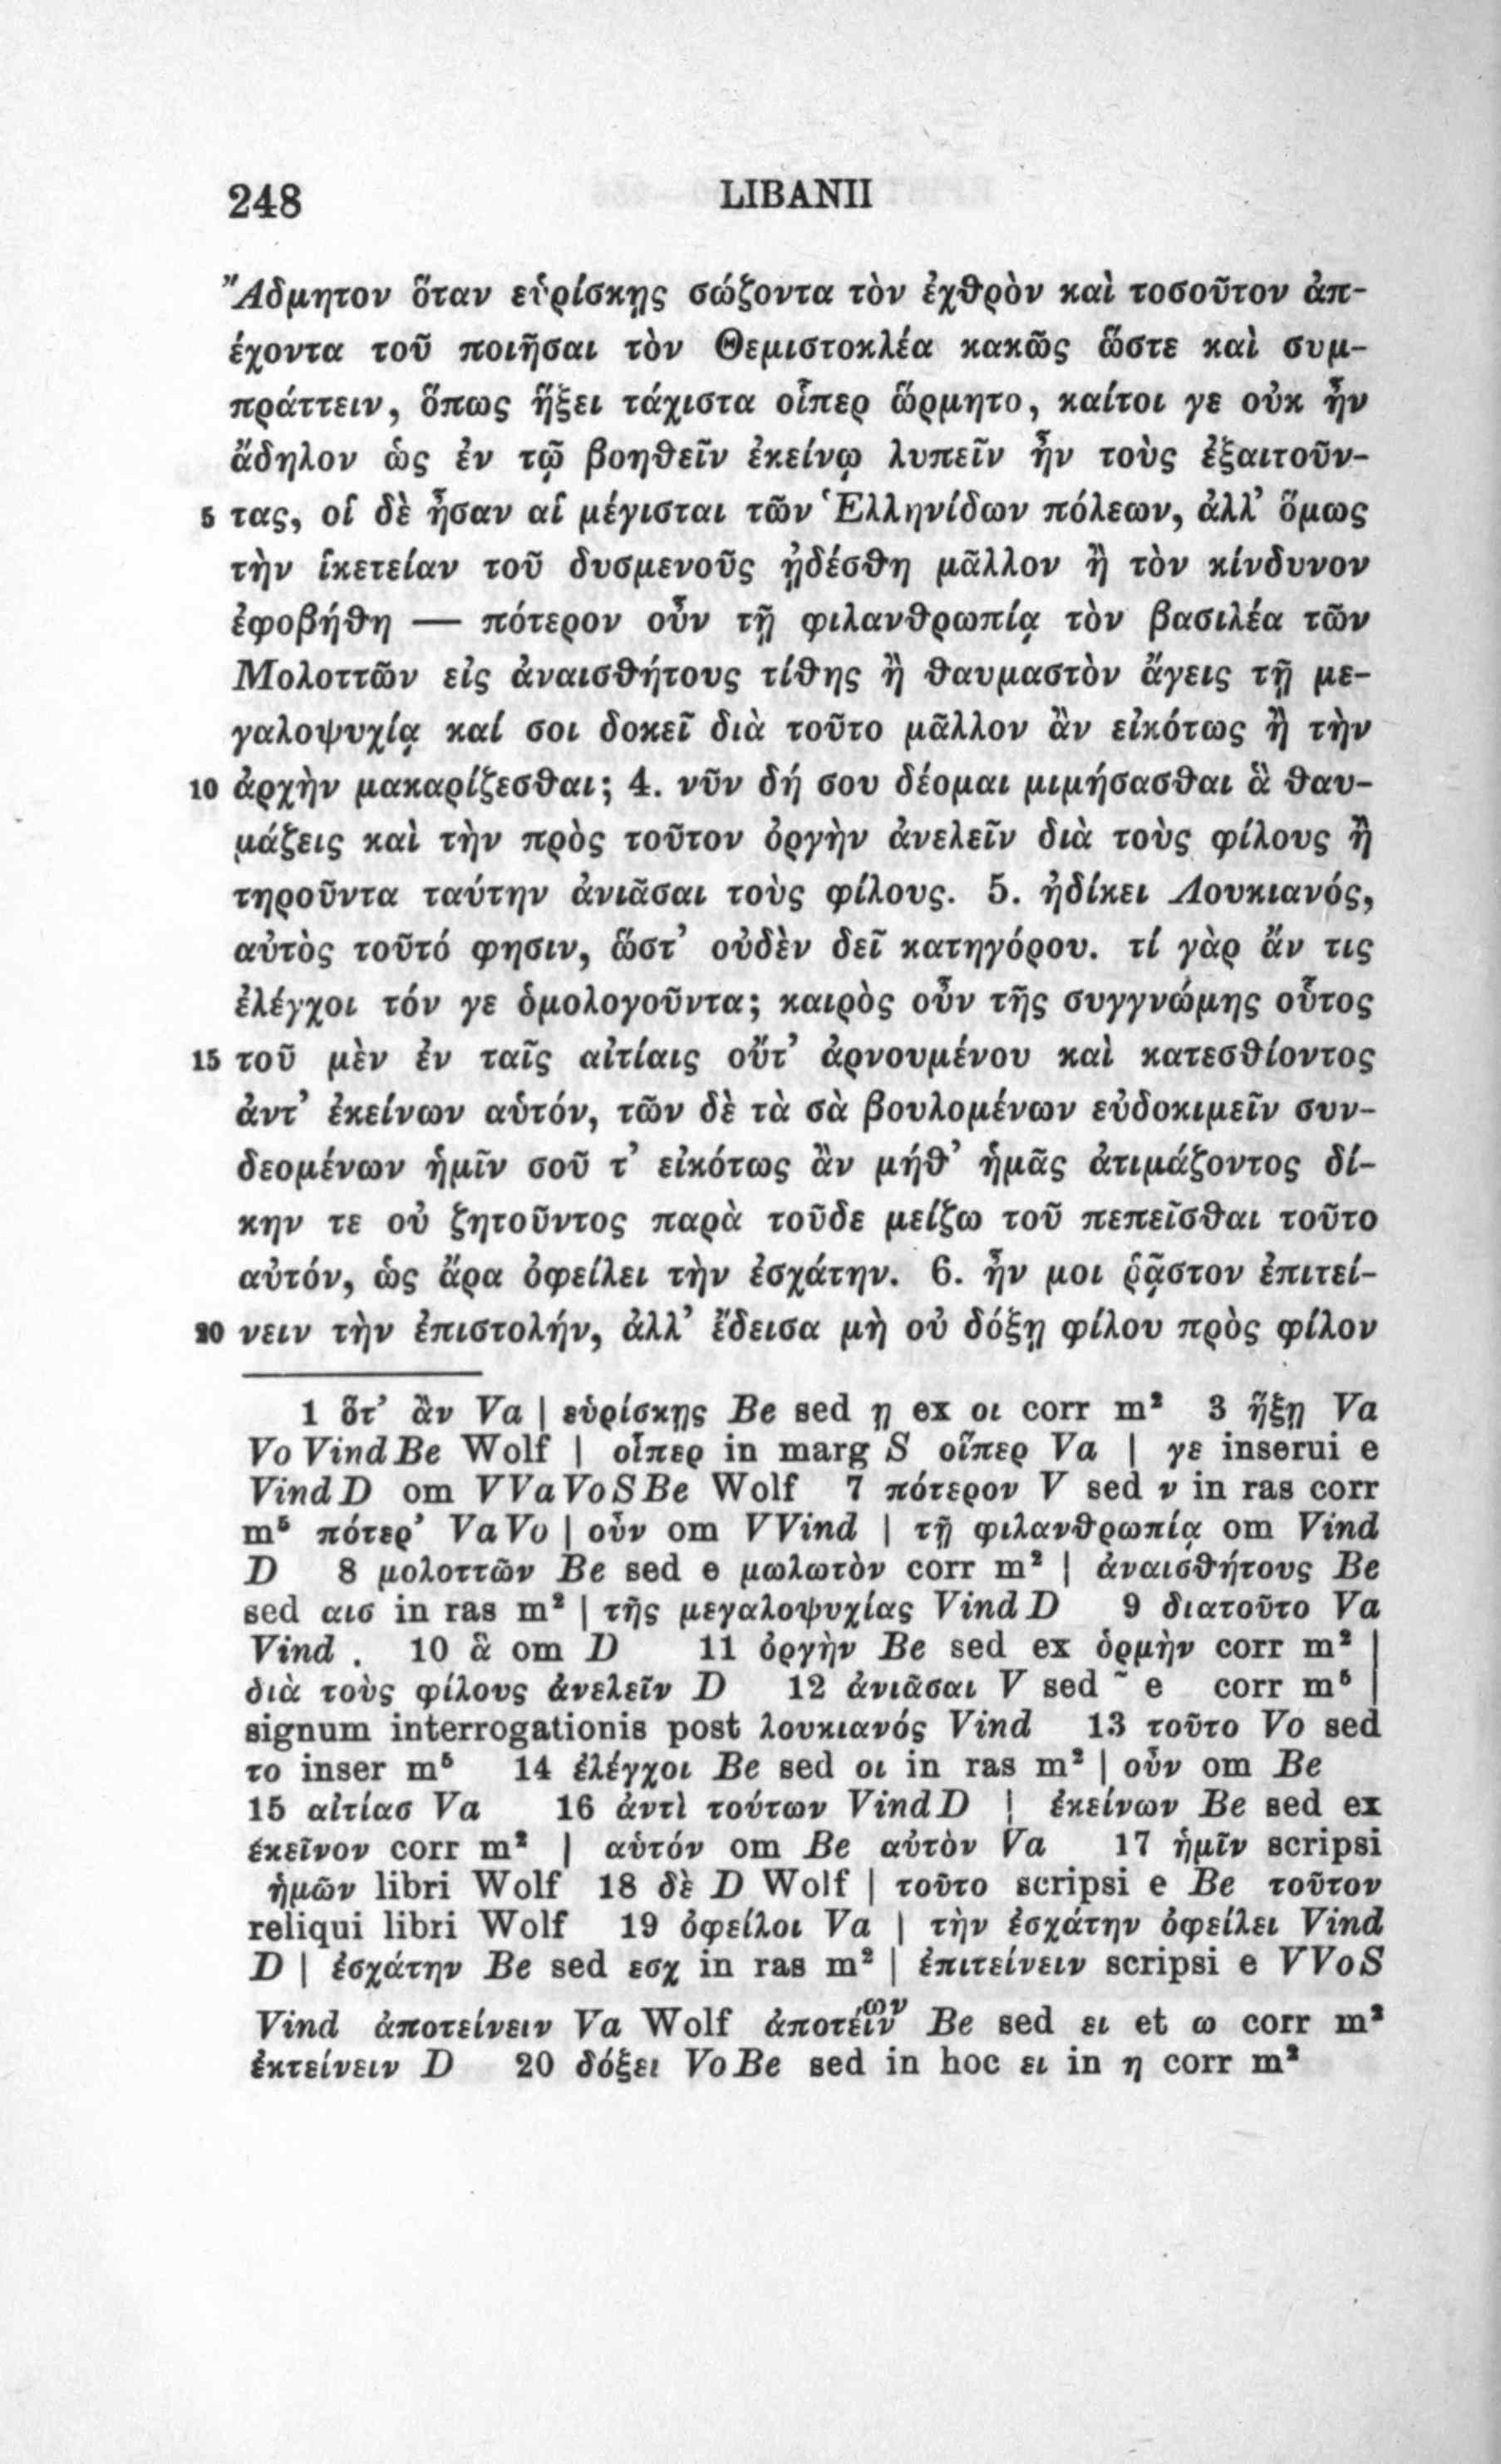 248
LIBANII
Ἄδμητον ὅταν εὑρίσκῃς σώζοντα τὸν ἐχθρὸν καὶ τοσοῦτον ἀπ-
έχοντα τοῦ ποιῆσαι τὸν Θεμιστοκλέα κακῶς ὥστε καὶ συμ-
πράττειν, ὅπως ἥξει τάχιστα οἷπερ ὥρμητο, καίτοι γε οὐκ ἦν
ἄδηλον ὡς ἐν τῷ βοηθεῖν ἐκείνῳ λυπεῖν ἦν τοὺς ἐξαιτοῦν-
5 τας, οἳ δὲ ἦσαν αἱ μέγισται τῶν Ἑλληνίδων πόλεων, ἀλλ’ ὅμως
τὴν ἱκετείαν τοῦ δυσμενοῦς ᾐδέσθη μᾶλλον ἢ τὸν κίνδυνον
ἐφοβήθη — πότερον οὖν τῇ φιλανθρωπίᾳ τὸν βασιλέα τῶν
Μολοττῶν εἰς ἀναισθήτους τίθης ἢ θαυμαστὸν ἄγεις τῇ με-
γαλοψυχίᾳ καί σοι δοκεῖ διὰ τοῦτο μᾶλλον ἂν εἰκότως ἢ τὴν
10 ἀρχὴν μακαρίζεσθαι; 4. νῦν δή σου δέομαι μιμήσασθαι ἃ θαυ-
μάζεις καὶ τὴν πρὸς τοῦτον ὀργὴν ἀνελεῖν διὰ τοὺς φίλους ἢ
τηροῦντα ταύτην ἀνιᾶσαι τοὺς φίλους. 5. ἠδίκει Λουκιανός,
αὐτὸς τοῦτό φησιν, ὥστ’ οὐδὲν δεῖ κατηγόρου. τί γὰρ ἄν τις
ἐλέγχοι τόν γε ὁμολογοῦντα; καιρὸς οὖν τῆς συγγνώμης οὗτος
15 τοῦ μὲν ἐν ταῖς αἰτίαις οὔτ’ ἀρνουμένου καὶ κατεσθίοντος
ἀντ’ ἐκείνων αὑτόν, τῶν δὲ τὰ σὰ βουλομένων εὐδοκιμεῖν συν-
δεομένων ἡμῖν σοῦ τ’ εἰκότως ἂν μήθ’ ἡμᾶς ἀτιμάζοντος δί-
κην τε οὐ ζητοῦντος παρὰ τοῦδε μείζω τοῦ πεπεῖσθαι τοῦτο
αὐτόν, ὡς ἄρα ὀφείλει τὴν ἐσχάτην. 6. ἦν μοι ῥᾷστον ἐπιτεί-
20 νειν τὴν ἐπιστολήν, ἀλλ’ ἔδεισα μὴ οὐ δόξῃ φίλου πρὸς φίλον
1 ὅτ’ ἂν Va | εὑρίσκῃς Be sed ῃ ex οι corr m² 3 ἥξῃ Va
Vo Vind Be Wolf | οἷπερ in marg S οἵπερ Va | γε inserui e
Vind D om V Va Vo S Be Wolf 7 πότερον V sed ν in ras corr
m⁵ πότερ’ Va Vo | οὖν om V Vind | τῇ φιλανθρωπίᾳ om Vind
D 8 μολοττῶν Be sed e μωλωτὸν corr m² | ἀναισθήτους Be
sed αισ in ras m² | τῆς μεγαλοψυχίας Vind D 9 διατοῦτο Va
Vind . 10 ἃ om D 11 ὀργὴν Be sed ex ὁρμὴν corr m² |
διὰ τοὺς φίλους ἀνελεῖν D 12 ἀνιᾶσαι V sed ῀ e corr m⁵ |
signum interrogationis post λουκιανός Vind 13 τοῦτο Vo sed
το inser m⁵ 14 ἐλέγχοι Be sed οι in ras m² | οὖν om Be
15 αἰτίασ Va 16 ἀντὶ τούτων Vind D | ἐκείνων Be sed ex
ἐκεῖνον corr m² | αὑτόν om Be αὐτὸν Va 17 ἡμῖν scripsi
ἡμῶν libri Wolf 18 δὲ D Wolf | τοῦτο scripsi e Be τοῦτον
reliqui libri Wolf 19 ὀφείλοι Va | τὴν ἐσχάτην ὀφείλει Vind
D | ἐσχάτην Be sed εσχ in ras m² | ἐπιτείνειν scripsi e V Vo S
Vind ἀποτείνειν Va Wolf ἀποτείῖν ων Be sed ει et ω corr m²
ἐκτείνειν D 20 δόξει Vo Be sed in hoc ει in η corr m²